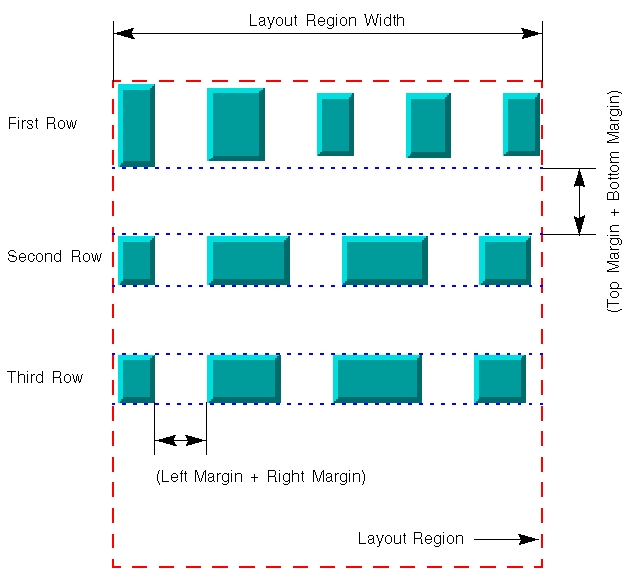 Layout Region Width
First Row
(Top Margin + Bottom Margin)
Second Row
Third Row
(Left Margin + Right Margin)
Layout Region